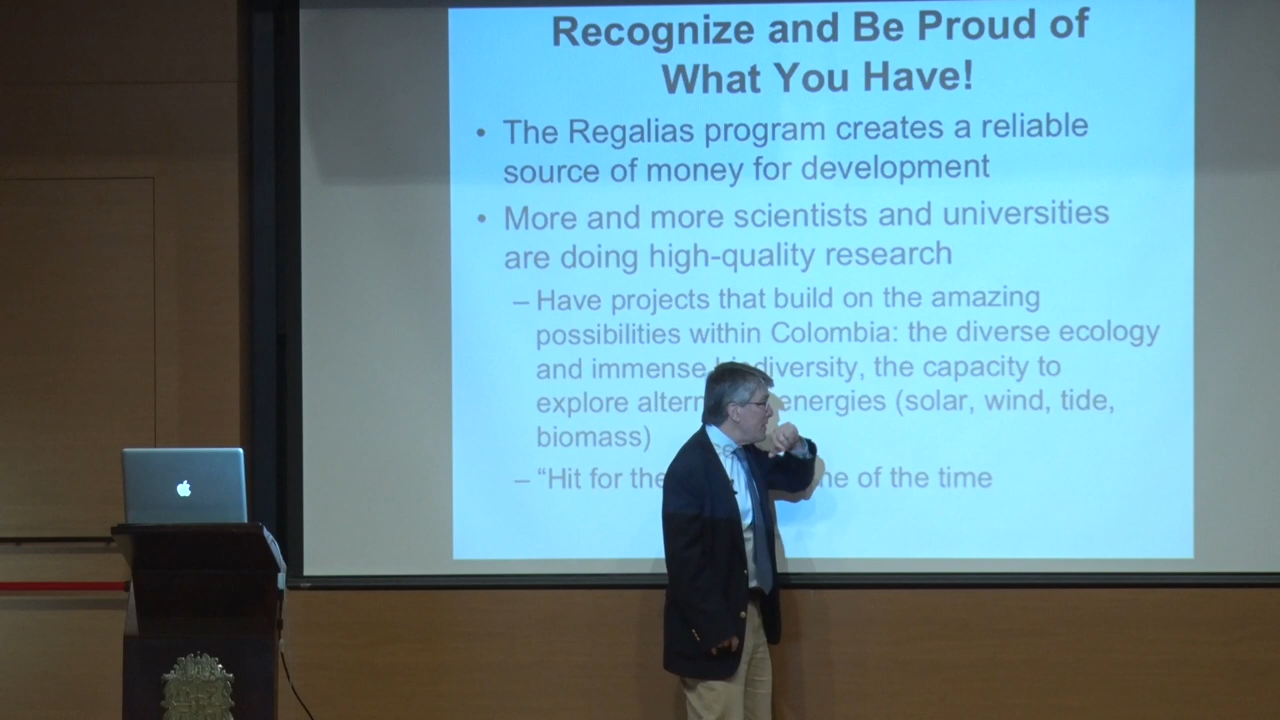 Recognize and Be Proud of
What You Have!
• The Regalias program creates a reliable
source of money for development
• More and more scientists and universities
are doing high-quality research
– Have projects that build on the amazing
possibilities within Colombia: the diverse ecology
and immense biodiversity, the capacity to
explore energies (solar, wind, tide,
biomass)
– “Hit for the of the time